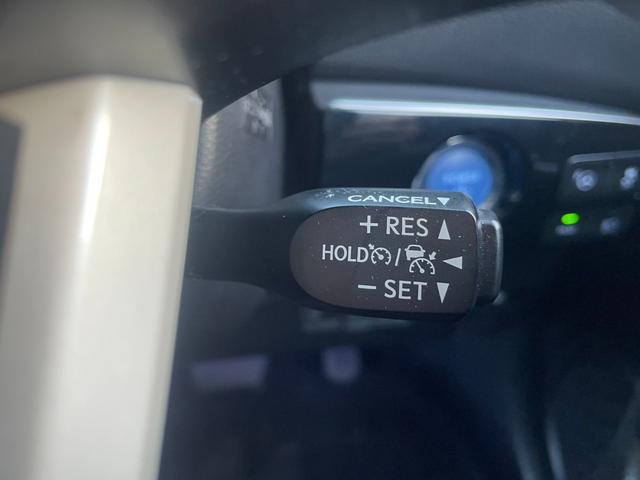 CANCEL▼
+ RES ▲
HOLD / ◀
− SET ▼